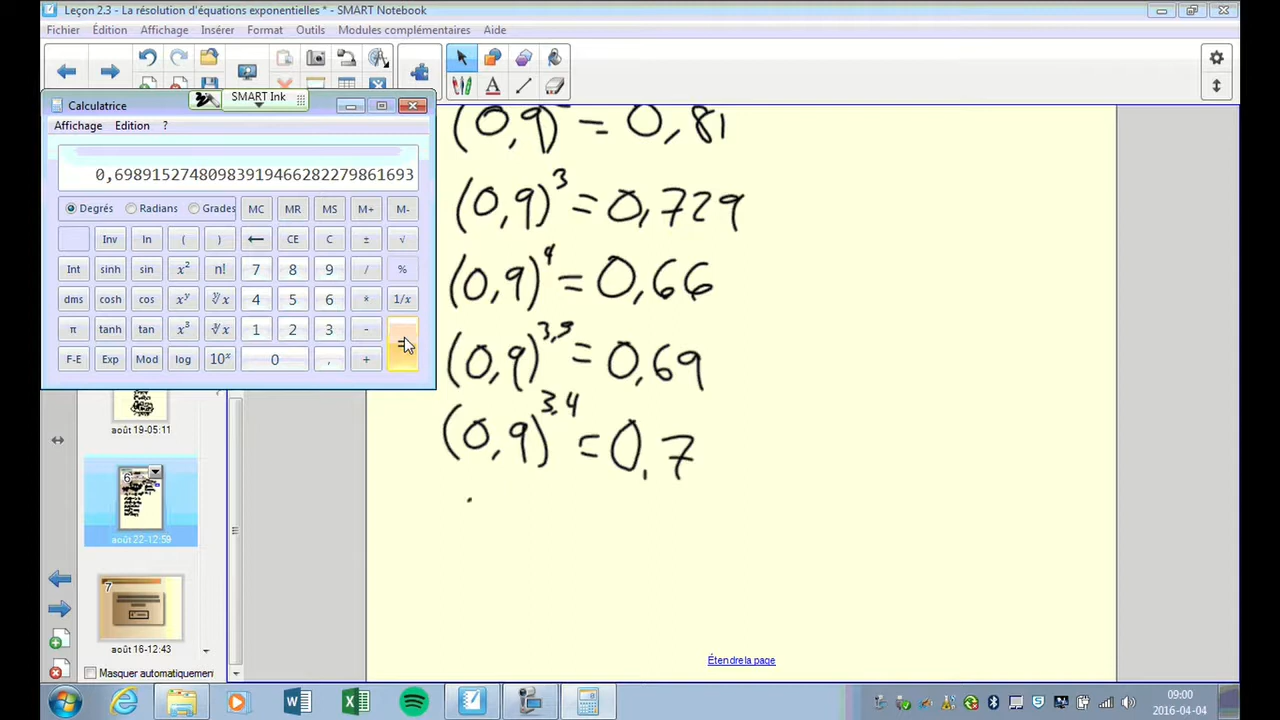 Leçon 2.3 - La résolution d'équations exponentielles * - SMART Notebook
Fichier Édition Affichage Insérer Format Outils Modules complémentaires Aide
Calculatrice
SMART Ink
Affichage Edition ?
0,69891527480983919466282279861693
Degrés Radians Grades MC MR MS M+ M-
Inv ln ( ) ← CE C ± √
Int sinh sin x² n! 7 8 9 / %
dms cosh cos xʸ ʸ√x 4 5 6 * 1/x
π tanh tan x³ ³√x 1 2 3 - =
F-E Exp Mod log 10ˣ 0 , +
(0,9) = 0,81
(0,9)³ = 0,729
(0,9)⁴ = 0,66
(0,9)^3,5 = 0,69
(0,9)^3,4 = 0,7
août 19-05:11
6
août 22-12:59
7
août 16-12:43
Masquer automatiquemen
Étendre la page
09:00
2016-04-04